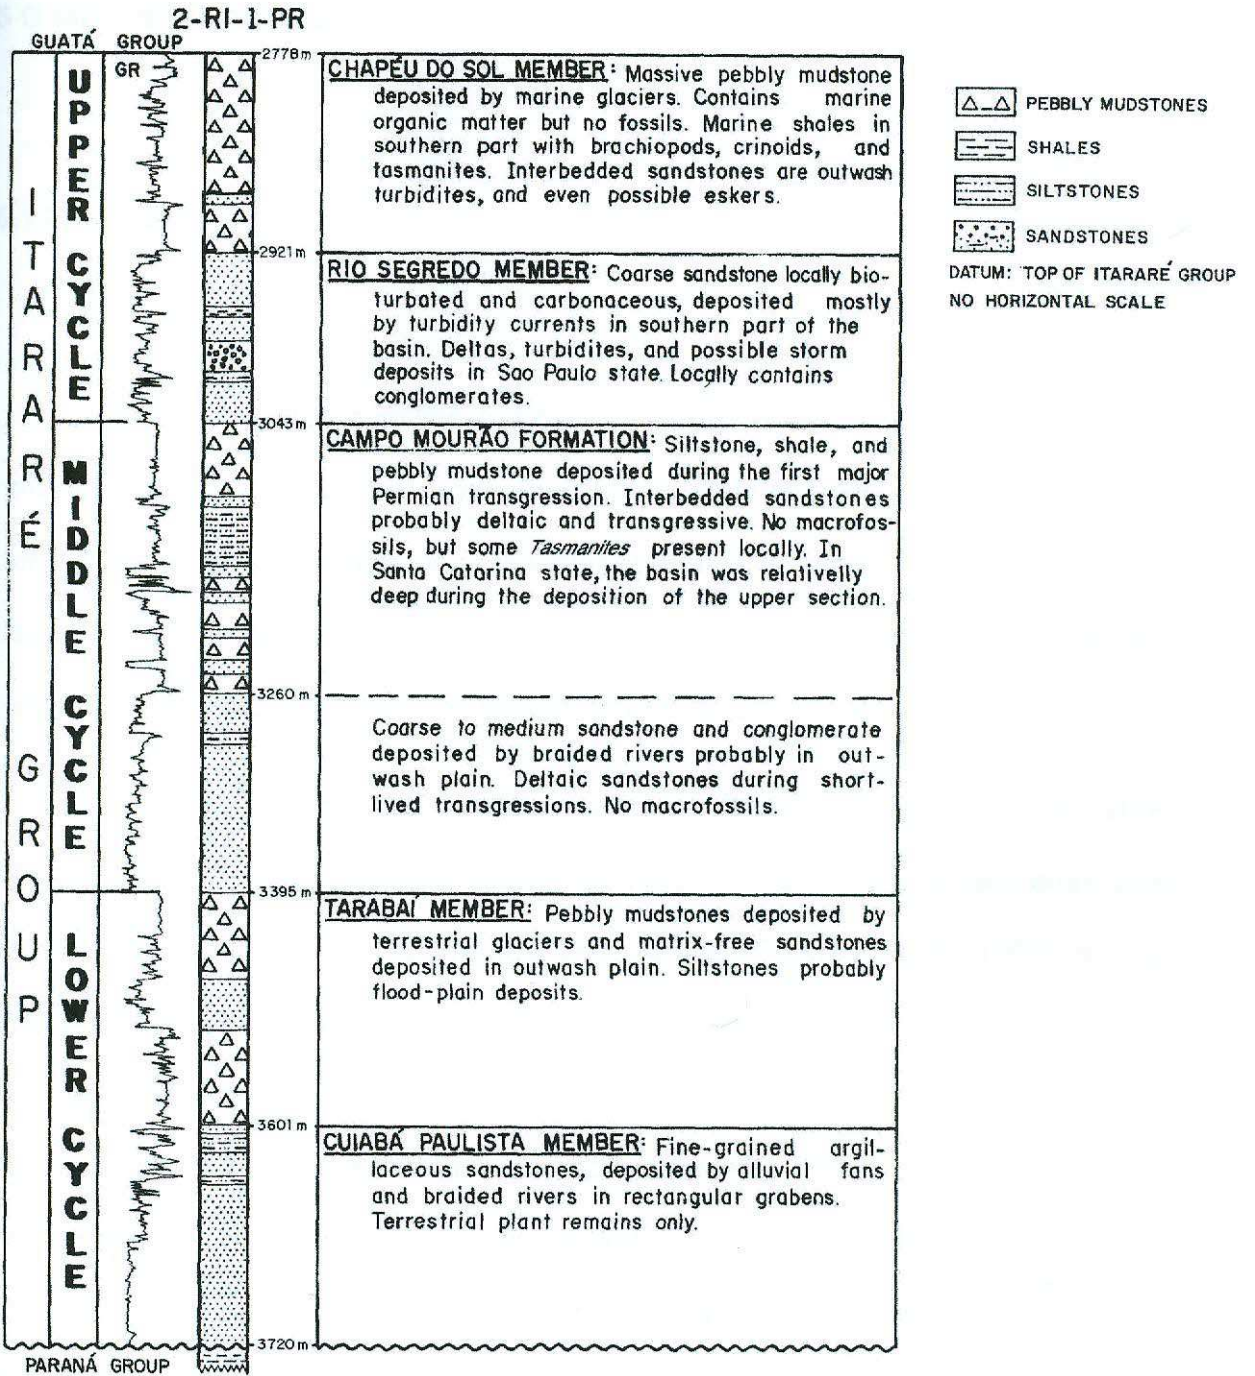 2-RI-1-PR
GUATÁ GROUP
ITARARÉ GROUP
UPPER CYCLE
MIDDLE CYCLE
LOWER CYCLE
GR
2778m
CHAPÉU DO SOL MEMBER: Massive pebbly mudstone
deposited by marine glaciers. Contains marine
organic matter but no fossils. Marine shales in
southern part with brachiopods, crinoids, and
tasmanites. Interbedded sandstones are outwash
turbidites, and even possible eskers.
2921m
RIO SEGREDO MEMBER: Coarse sandstone locally bio-
turbated and carbonaceous, deposited mostly
by turbidity currents in southern part of the
basin. Deltas, turbidites, and possible storm
deposits in Sao Paulo state. Locally contains
conglomerates.
3043m
CAMPO MOURÃO FORMATION: Siltstone, shale, and
pebbly mudstone deposited during the first major
Permian transgression. Interbedded sandstones
probably deltaic and transgressive. No macrofos-
sils, but some Tasmanites present locally. In
Santa Catarina state, the basin was relativelly
deep during the deposition of the upper section.
3260 m
Coarse to medium sandstone and conglomerate
deposited by braided rivers probably in out-
wash plain. Deltaic sandstones during short-
lived transgressions. No macrofossils.
3395 m
TARABAÍ MEMBER: Pebbly mudstones deposited by
terrestrial glaciers and matrix-free sandstones
deposited in outwash plain. Siltstones probably
flood-plain deposits.
3601 m
CUIABÁ PAULISTA MEMBER: Fine-grained argil-
laceous sandstones, deposited by alluvial fans
and braided rivers in rectangular grabens.
Terrestrial plant remains only.
3720 m
PARANÁ GROUP
PEBBLY MUDSTONES
SHALES
SILTSTONES
SANDSTONES
DATUM: TOP OF ITARARÉ GROUP
NO HORIZONTAL SCALE